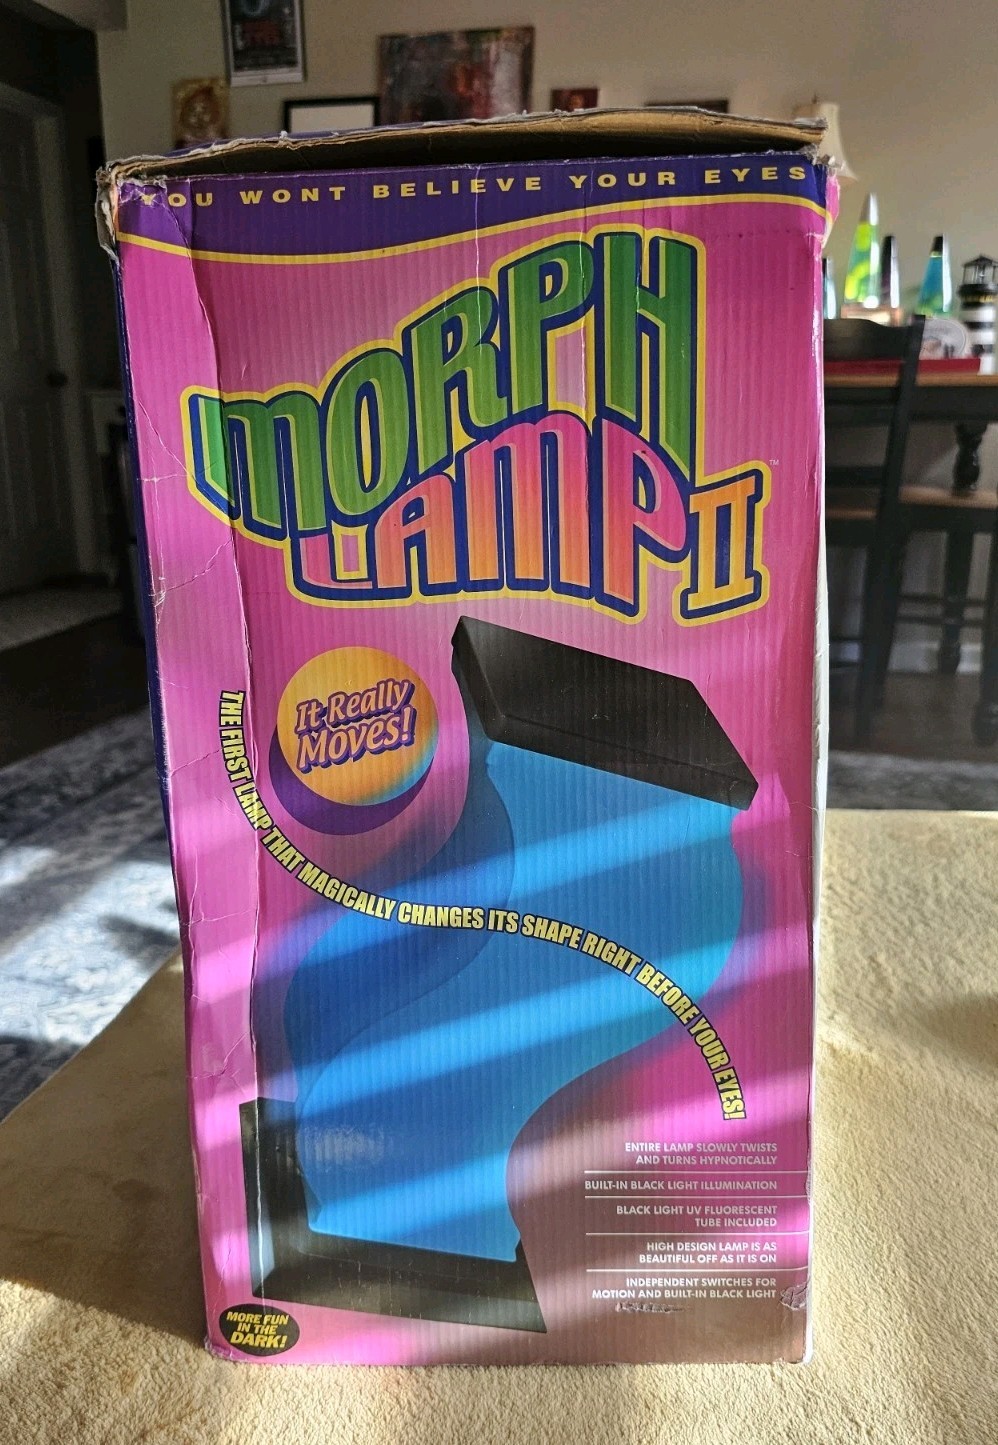 YOU WONT BELIEVE YOUR EYES
MORPH
LAMP II
TM
It Really
Moves!
THE FIRST LAMP THAT MAGICALLY CHANGES ITS SHAPE RIGHT BEFORE YOUR EYES!
ENTIRE LAMP SLOWLY TWISTS
AND TURNS HYPNOTICALLY
BUILT-IN BLACK LIGHT ILLUMINATION
BLACK LIGHT UV FLUORESCENT
TUBE INCLUDED
HIGH DESIGN LAMP IS AS
BEAUTIFUL OFF AS IT IS ON
INDEPENDENT SWITCHES FOR
MOTION AND BUILT-IN BLACK LIGHT
MORE FUN
IN THE
DARK!